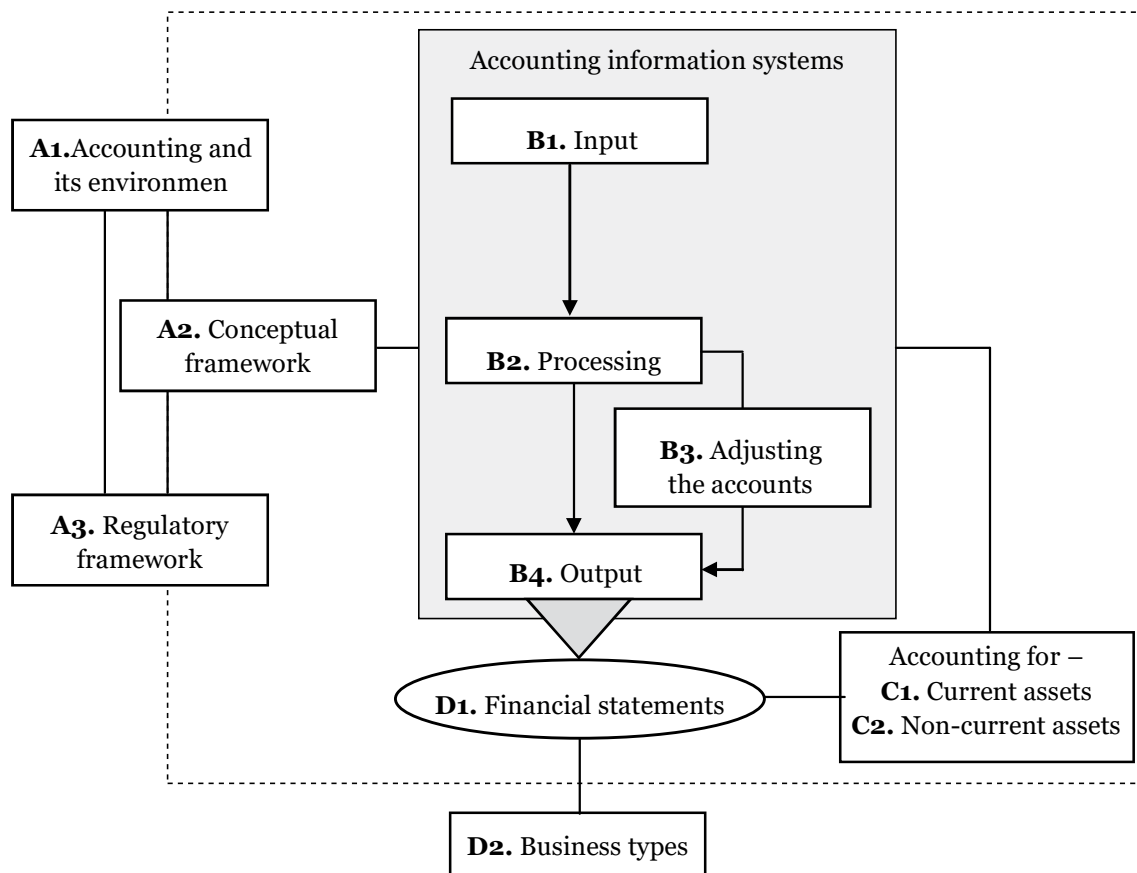 Accounting information systems
B1. Input
A1.Accounting and
its environmen
A2. Conceptual
framework
B2. Processing
B3. Adjusting
the accounts
A3. Regulatory
framework
B4. Output
Accounting for –
C1. Current assets
C2. Non-current assets
D1. Financial statements
D2. Business types